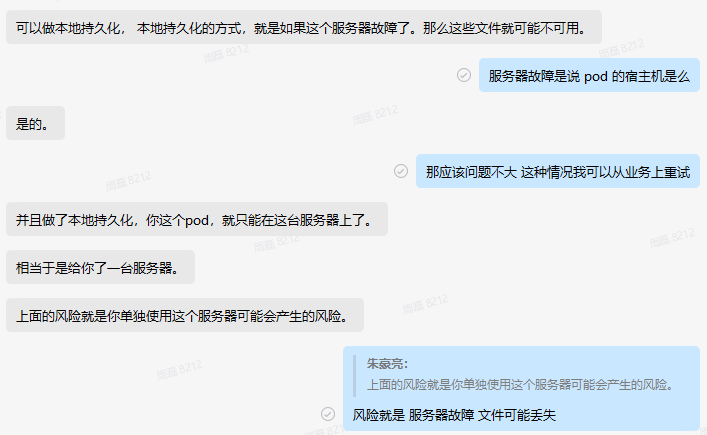 可以做本地持久化， 本地持久化的方式，就是如果这个服务器故障了。那么这些文件就可能不可用。
服务器故障是说 pod 的宿主机是么
是的。
那应该问题不大 这种情况我可以从业务上重试
并且做了本地持久化，你这个pod，就只能在这台服务器上了。
相当于是给你了一台服务器。
上面的风险就是你单独使用这个服务器可能会产生的风险。
朱豪亮：
上面的风险就是你单独使用这个服务器可能会产生的风险。
风险就是 服务器故障 文件可能丢失